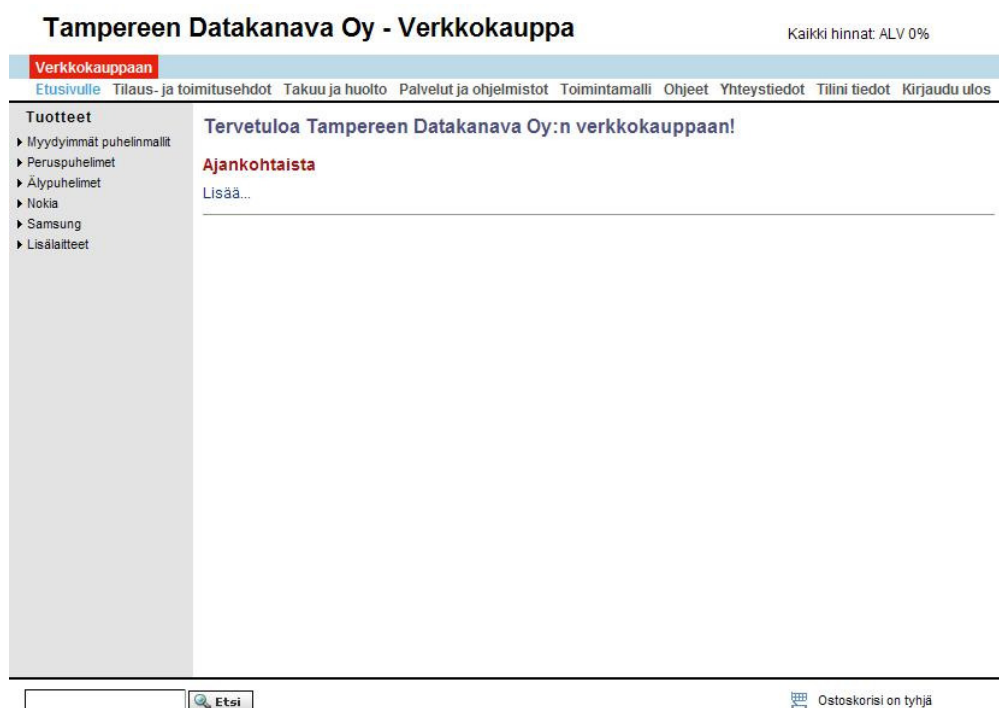 Tampereen Datakanava Oy - Verkkokauppa
Kaikki hinnat: ALV 0%
Verkkokauppaan
Etusivulle Tilaus- ja toimitusehdot Takuu ja huolto Palvelut ja ohjelmistot Toimintamalli Ohjeet Yhteystiedot Tilini tiedot Kirjaudu ulos
Tuotteet
Myydyimmät puhelinmallit
Peruspuhelimet
Älypuhelimet
Nokia
Samsung
Lisälaitteet
Tervetuloa Tampereen Datakanava Oy:n verkkokauppaan!
Ajankohtaista
Lisää...
Etsi
Ostoskorisi on tyhjä